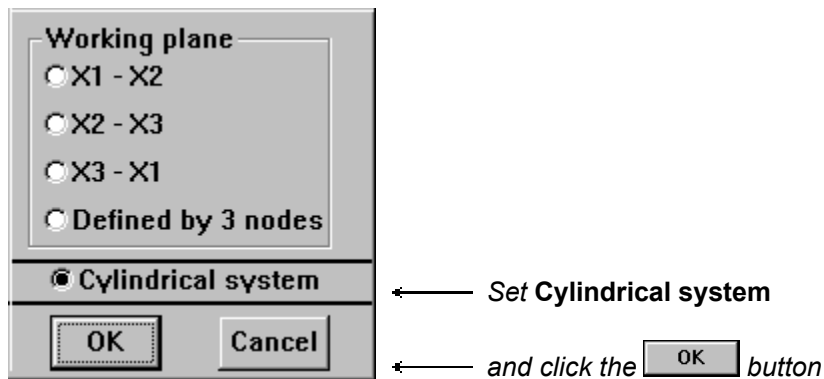 Working plane
X1 - X2
X2 - X3
X3 - X1
Defined by 3 nodes
Cylindrical system
Set Cylindrical system
OK Cancel
and click the OK button